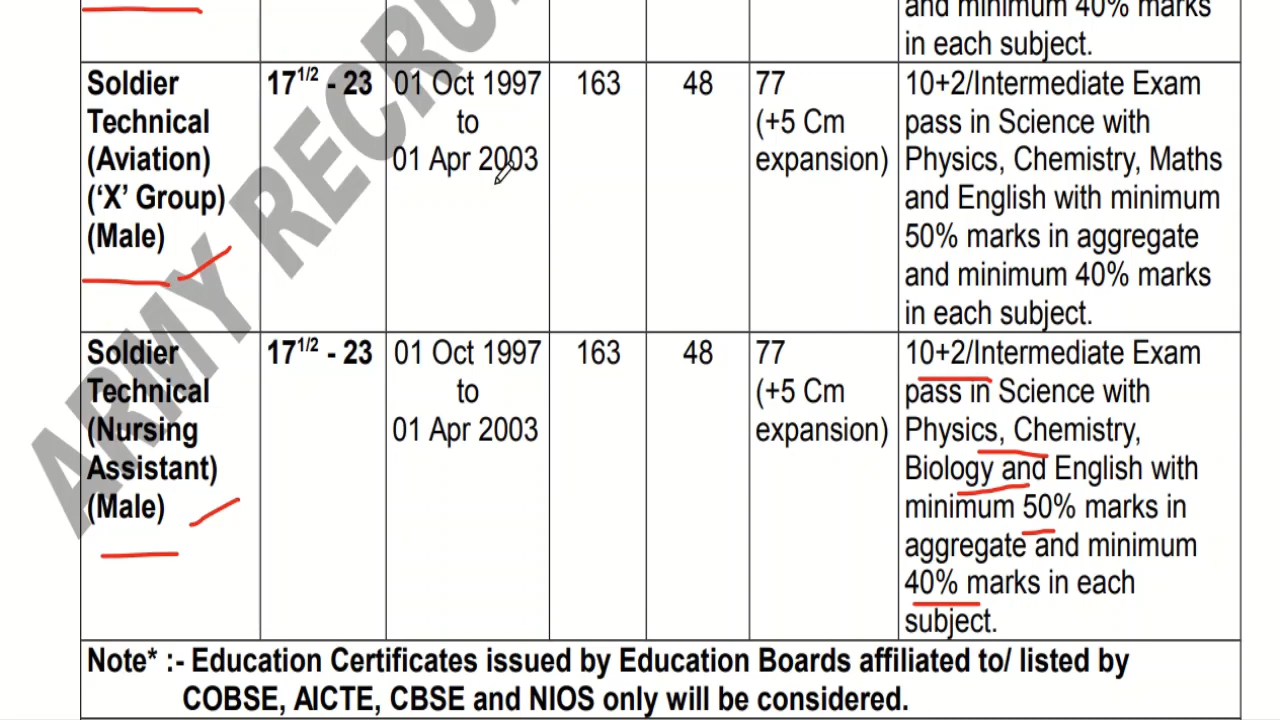 and minimum 40% marks
in each subject.
Soldier
Technical
(Aviation)
('X' Group)
(Male)
17 1/2 - 23
01 Oct 1997
to
01 Apr 2003
163
48
77
(+5 Cm
expansion)
10+2/Intermediate Exam
pass in Science with
Physics, Chemistry, Maths
and English with minimum
50% marks in aggregate
and minimum 40% marks
in each subject.
Soldier
Technical
(Nursing
Assistant)
(Male)
17 1/2 - 23
01 Oct 1997
to
01 Apr 2003
163
48
77
(+5 Cm
expansion)
10+2/Intermediate Exam
pass in Science with
Physics, Chemistry,
Biology and English with
minimum 50% marks in
aggregate and minimum
40% marks in each
subject.
Note* :- Education Certificates issued by Education Boards affiliated to/ listed by
COBSE, AICTE, CBSE and NIOS only will be considered.
ARMY